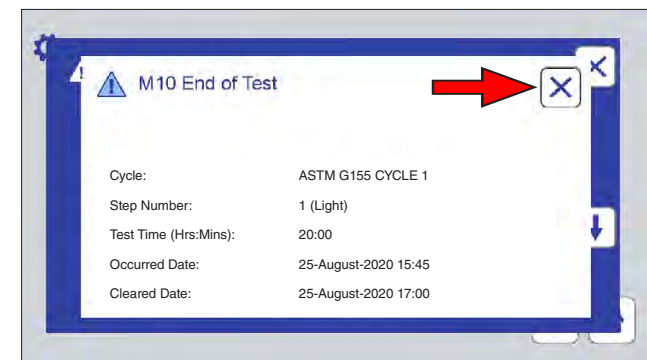 M10 End of Test
Cycle: ASTM G155 CYCLE 1
Step Number: 1 (Light)
Test Time (Hrs:Mins): 20:00
Occurred Date: 25-August-2020 15:45
Cleared Date: 25-August-2020 17:00